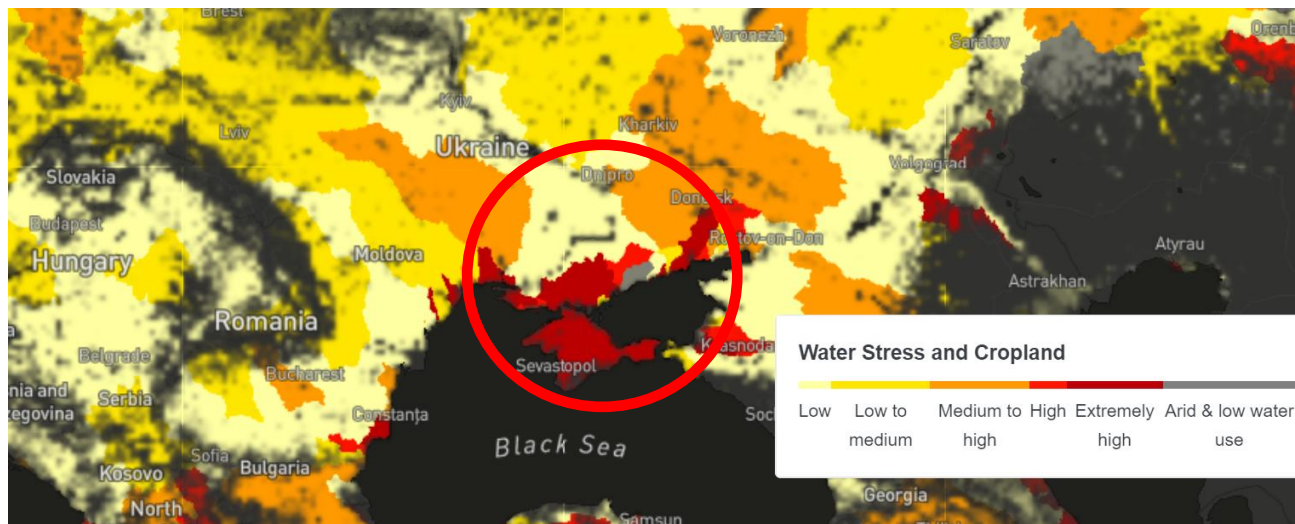 Brest
Voronezh
Saratov
Orenb
Kyiv
Lviv
Kharkiv
Ukraine
Slovakia
Dnipro
Volgograd
Donetsk
Budapest
Rostov-on-Don
Hungary
Moldova
Atyrau
Astrakhan
Romania
Belgrade
Sevastopol
Krasnoda
Bucharest
nia and
zegovina
Serbia
Constanța
Soc
Black Sea
Sofia
Kosovo
Bulgaria
North
Georgia
Samsun
Water Stress and Cropland
Low
Low to
medium
Medium to
high
High
Extremely
high
Arid & low water
use